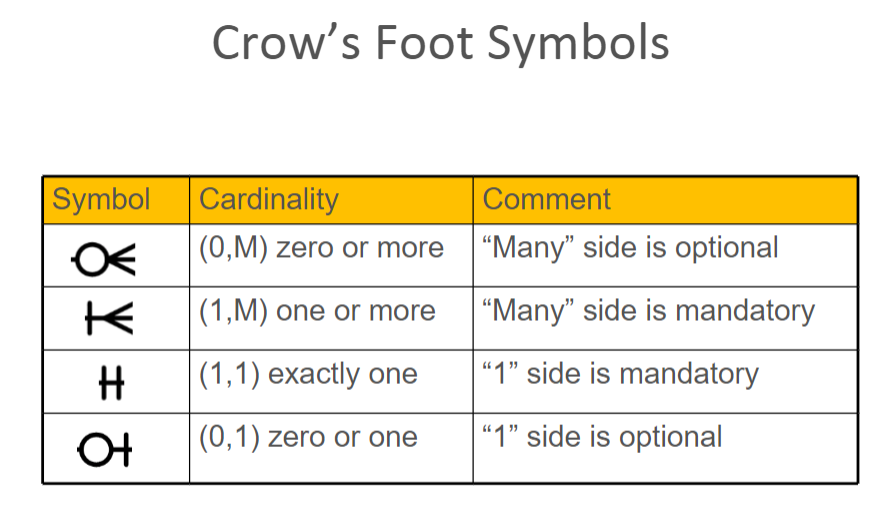 Crow’s Foot Symbols
Symbol Cardinality Comment
(0,M) zero or more “Many” side is optional
(1,M) one or more “Many” side is mandatory
(1,1) exactly one “1” side is mandatory
(0,1) zero or one “1” side is optional